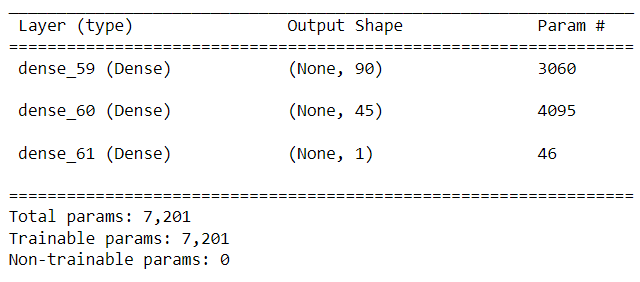 Layer (type) Output Shape Param #
dense_59 (Dense) (None, 90) 3060
dense_60 (Dense) (None, 45) 4095
dense_61 (Dense) (None, 1) 46
Total params: 7,201
Trainable params: 7,201
Non-trainable params: 0